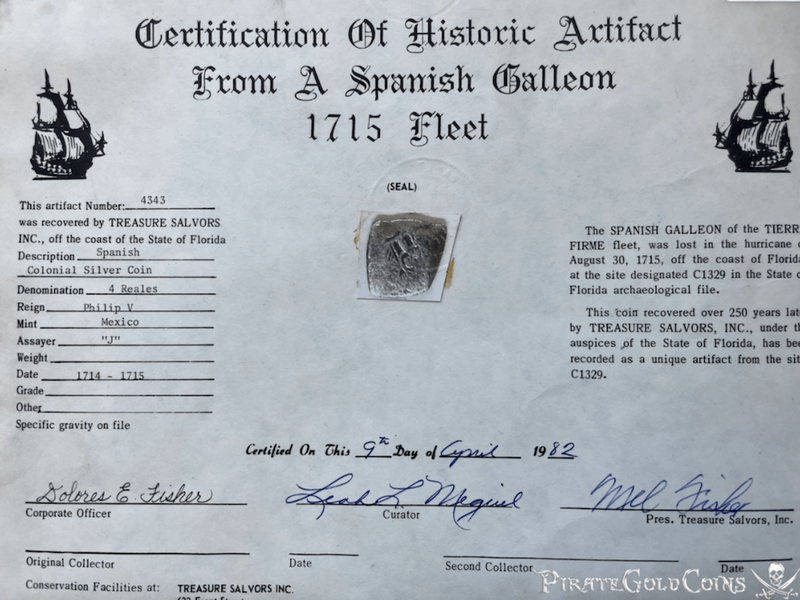 Certification Of Historic Artifact
From A Spanish Galleon
1715 Fleet
(SEAL)
This artifact Number: 4343
was recovered by TREASURE SALVORS
INC., off the coast of the State of Florida
Description Spanish
Colonial Silver Coin
Denomination 4 Reales
Reign Philip V
Mint Mexico
Assayer "J"
Weight
Date 1714 - 1715
Grade
Other
Specific gravity on file
The SPANISH GALLEON of the TIERR
FIRME fleet, was lost in the hurricane
August 30, 1715, off the coast of Florida
at the site designated C1329 in the State
Florida archaeological file.
This coin recovered over 250 years late
by TREASURE SALVORS, INC., under th
auspices of the State of Florida, has bee
recorded as a unique artifact from the sit
C1329.
Certified On This 9th Day of April 1982
Dolores E. Fisher
Corporate Officer
Leah L.
Curator
Mel Fisher
Pres. Treasure Salvors, Inc.
Original Collector
Date
Second Collector
Date
Conservation Facilities at: TREASURE SALVORS INC.
PIRATEGOLDCOINS